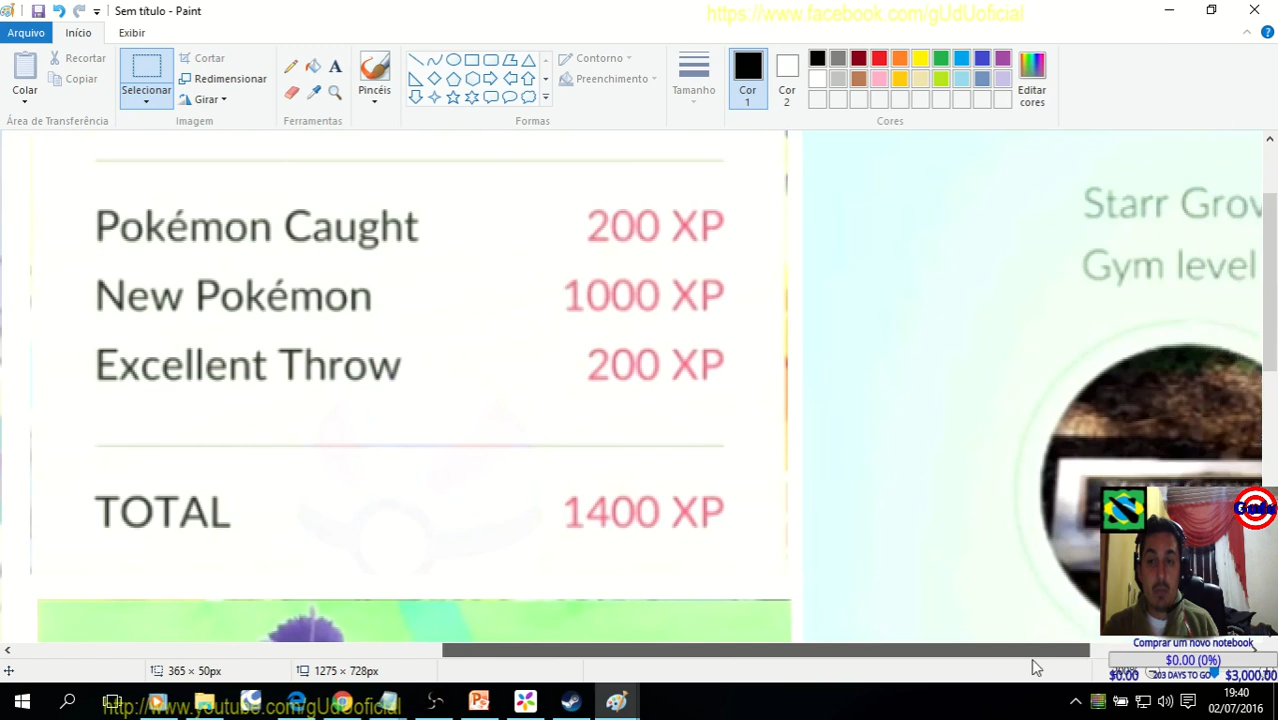 Sem título - Paint
https://www.facebook.com/gUdUoficial
Arquivo
Início
Exibir
Colar
Recortar
Copiar
Área de Transferência
Selecionar
Cortar
Redimensionar
Girar
Imagem
A
Ferramentas
Pincéis
Contorno
Preenchimento
Formas
Tamanho
Cor 1
Cor 2
Editar cores
Cores
Pokémon Caught 200 XP
New Pokémon 1000 XP
Excellent Throw 200 XP
TOTAL 1400 XP
Starr Grov
Gym level
Comprar um novo notebook
$0.00 (0%)
$0.00 203 DAYS TO GO $3,000.00
365 × 50px
1275 × 728px
http://www.youtube.com/gUdUoficial
19:40
02/07/2016